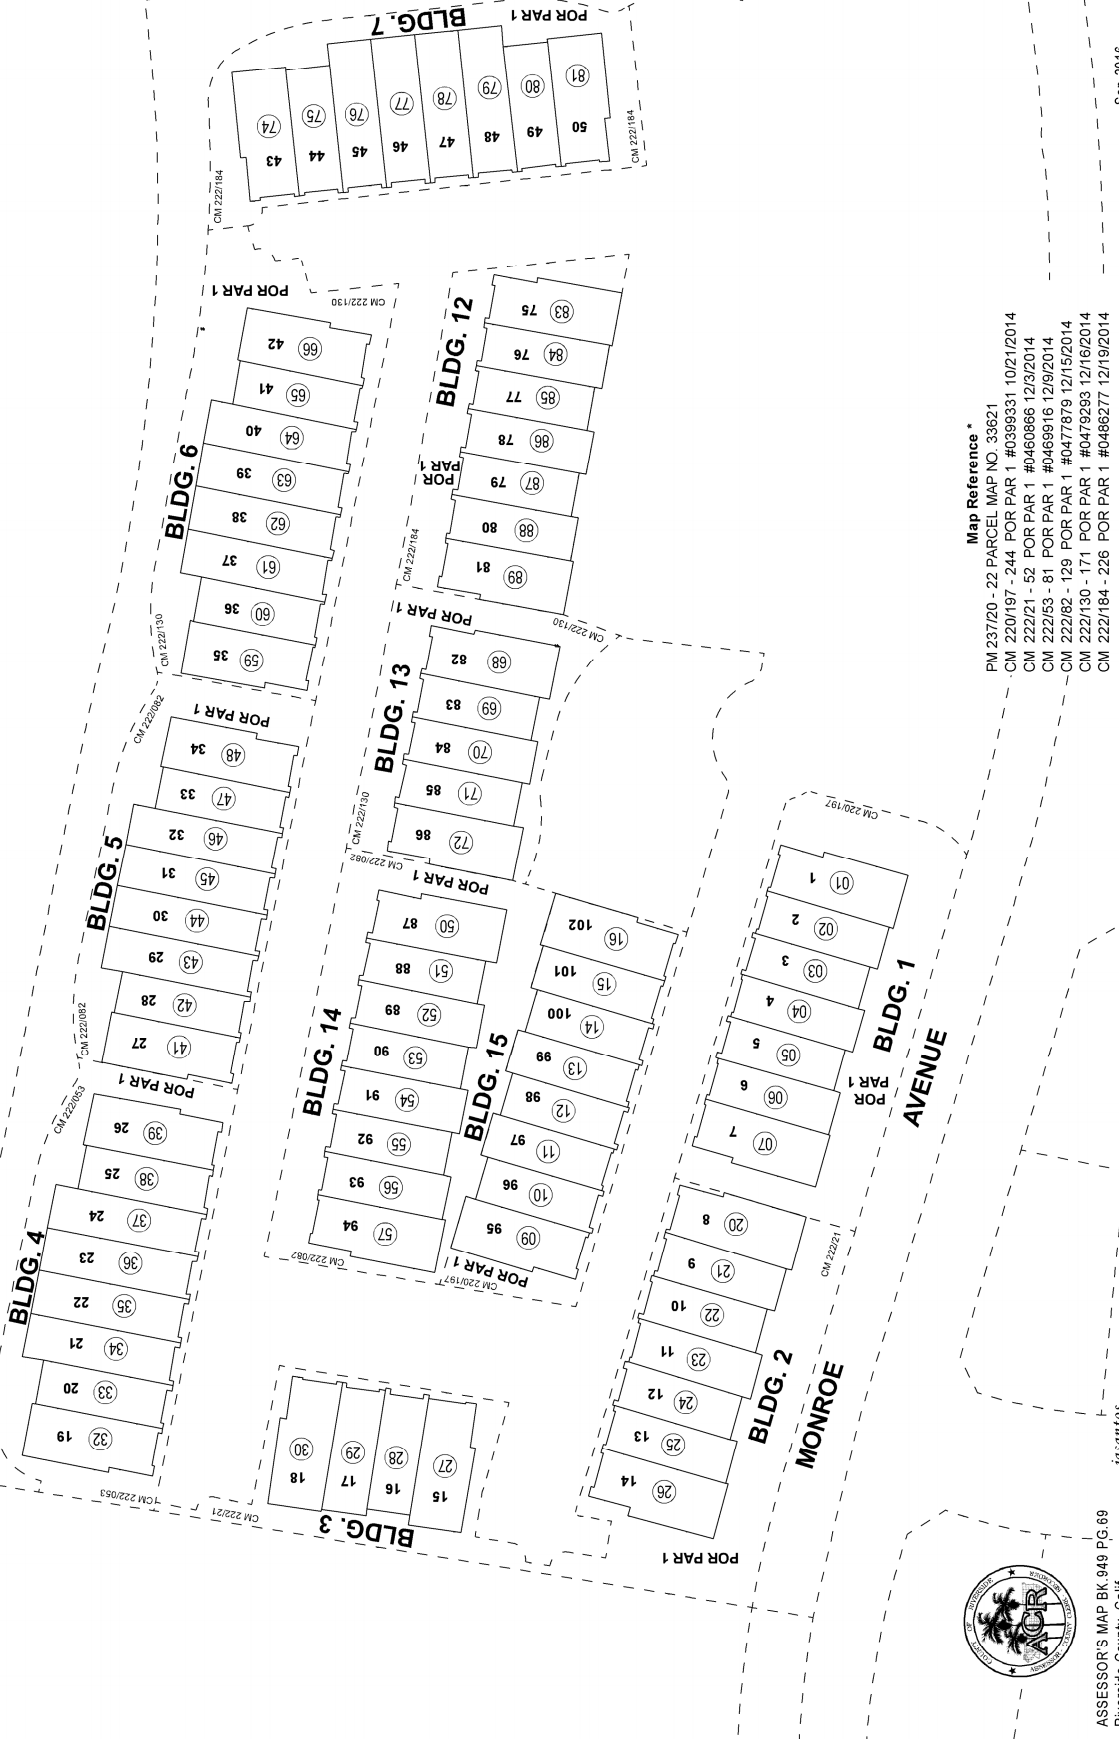 BLDG. 7
POR PAR 1
74
75
76
77
78
79
80
81
43
44
45
46
47
48
49
50
CM 222/184
CM 222/184
POR PAR 1
CM 222/130
BLDG. 6
42 66
41 65
40 64
39 63
38 62
37 61
36 60
35 59
CM 222/130
BLDG. 12
POR
PAR 1
75 83
76 84
77 85
78 86
79 87
80 88
81 89
CM 222/184
POR PAR 1
CM 222/130
BLDG. 13
82 68
83 69
84 70
85 71
86 72
CM 222/130
CM 222/082
POR PAR 1
CM 222/082
POR PAR 1
BLDG. 5
34 48
33 47
32 46
31 45
30 44
29 43
28 42
27 41
CM 222/082
POR PAR 1
CM 222/053
BLDG. 14
87 50
88 51
89 52
90 53
91 54
92 55
93 56
94 57
CM 222/082
BLDG. 15
102 16
101 15
100 14
99 13
98 12
97 11
96 10
95 09
POR PAR 1
CM 220/197
BLDG. 4
26 39
25 38
24 37
23 36
22 35
21 34
20 33
19 32
CM 222/053
CM 222/21
BLDG. 3
30
29
28
27
18
17
16
15
CM 220/197
BLDG. 1
1 01
2 02
3 03
4 04
5 05
6 06
7 07
POR
PAR 1
CM 222/21
BLDG. 2
8 20
9 21
10 22
11 23
12 24
13 25
14 26
POR PAR 1
MONROE AVENUE
Map Reference *
PM 237/20 - 22 PARCEL MAP NO. 33621
CM 220/197 - 244 POR PAR 1 #0399331 10/21/2014
CM 222/21 - 52 POR PAR 1 #0460866 12/3/2014
CM 222/53 - 81 POR PAR 1 #0469916 12/9/2014
CM 222/82 - 129 POR PAR 1 #0477879 12/15/2014
CM 222/130 - 171 POR PAR 1 #0479293 12/16/2014
CM 222/184 - 226 POR PAR 1 #0486277 12/19/2014
COUNTY OF RIVERSIDE
ACR
ASSESSOR - COUNTY CLERK - RECORDER
ASSESSOR'S MAP BK.949 PG.69
Riverside County, Calif.